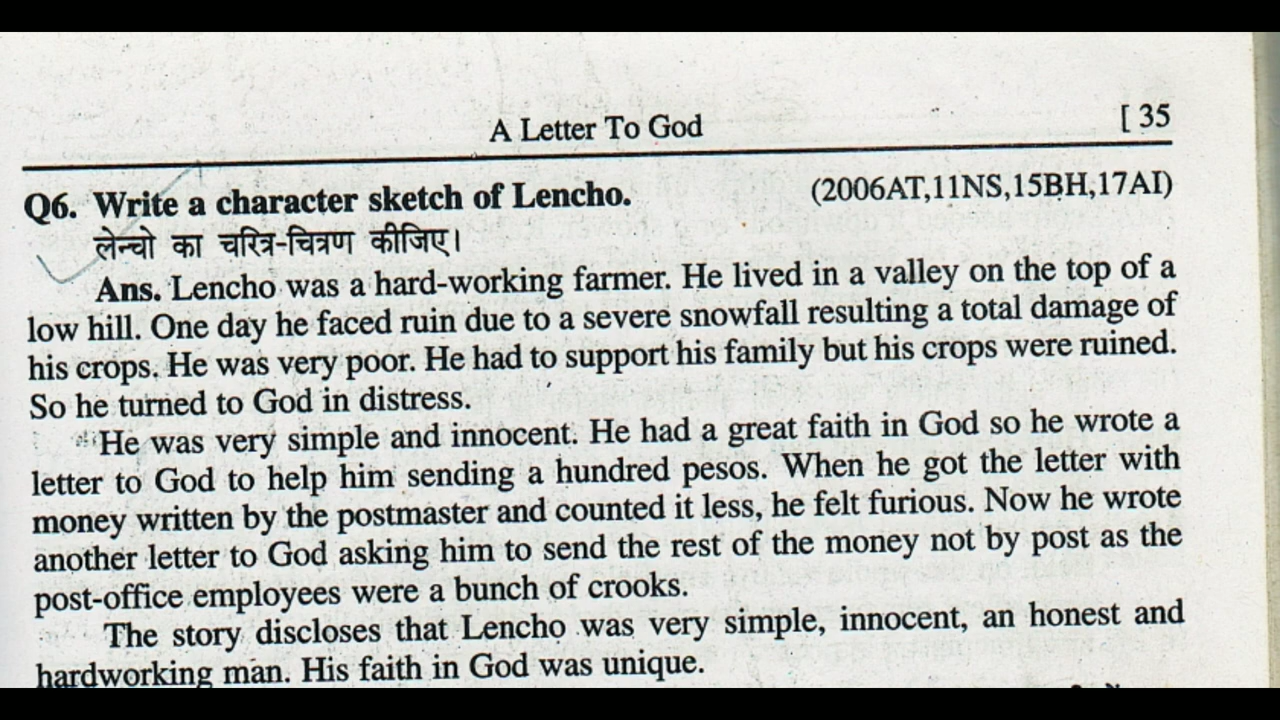 A Letter To God [ 35
Q6. Write a character sketch of Lencho. (2006AT,11NS,15BH,17AI)
लेन्चो का चरित्र-चित्रण कीजिए।
Ans. Lencho was a hard-working farmer. He lived in a valley on the top of a
low hill. One day he faced ruin due to a severe snowfall resulting a total damage of
his crops. He was very poor. He had to support his family but his crops were ruined.
So he turned to God in distress.
He was very simple and innocent. He had a great faith in God so he wrote a
letter to God to help him sending a hundred pesos. When he got the letter with
money written by the postmaster and counted it less, he felt furious. Now he wrote
another letter to God asking him to send the rest of the money not by post as the
post-office employees were a bunch of crooks.
The story discloses that Lencho was very simple, innocent, an honest and
hardworking man. His faith in God was unique.